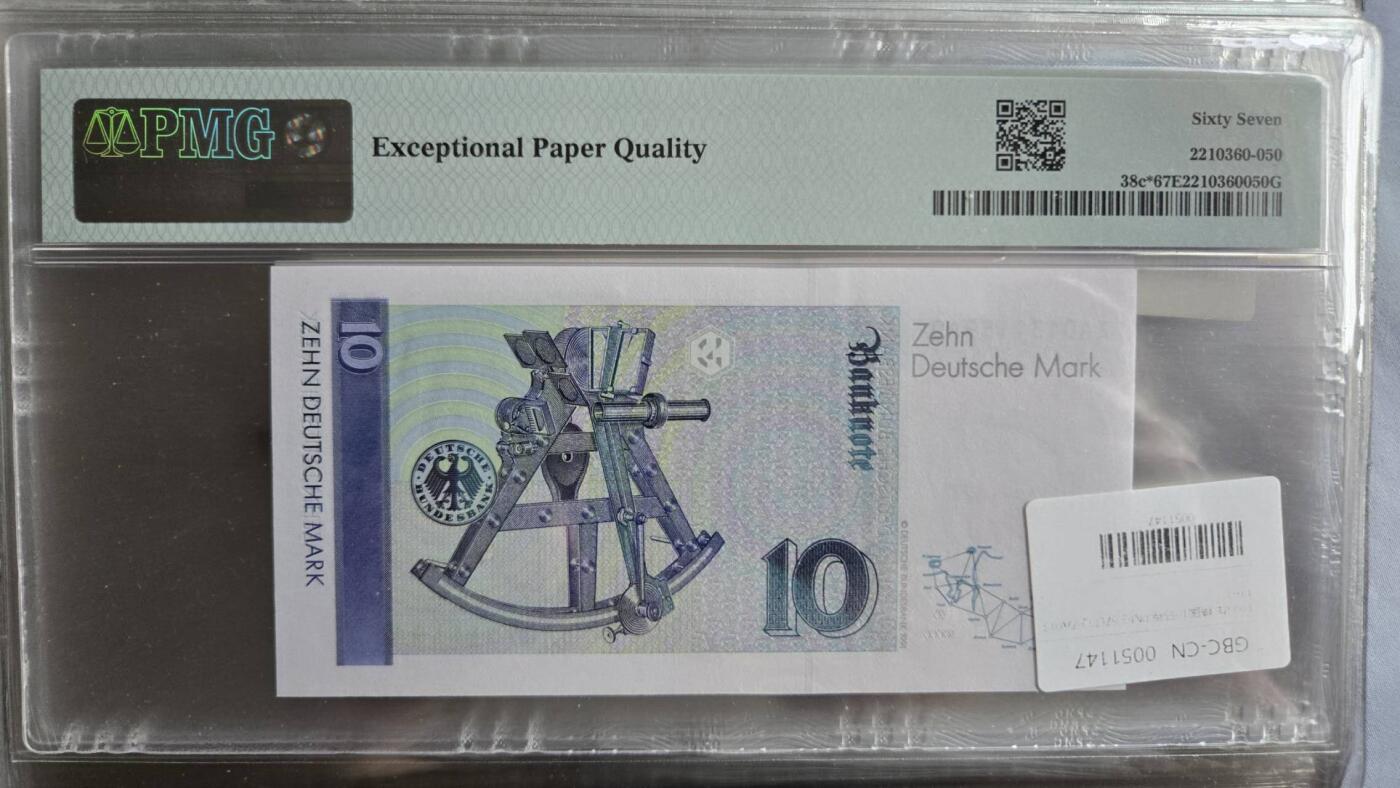 PMG
Exceptional Paper Quality
Sixty Seven
2210360-050
38c*67E2210360050G
10
ZEHN DEUTSCHE MARK
DEUTSCHE BUNDESBANK
Banknote
10
Zehn
Deutsche Mark
0051147
GBC-CN 0051147